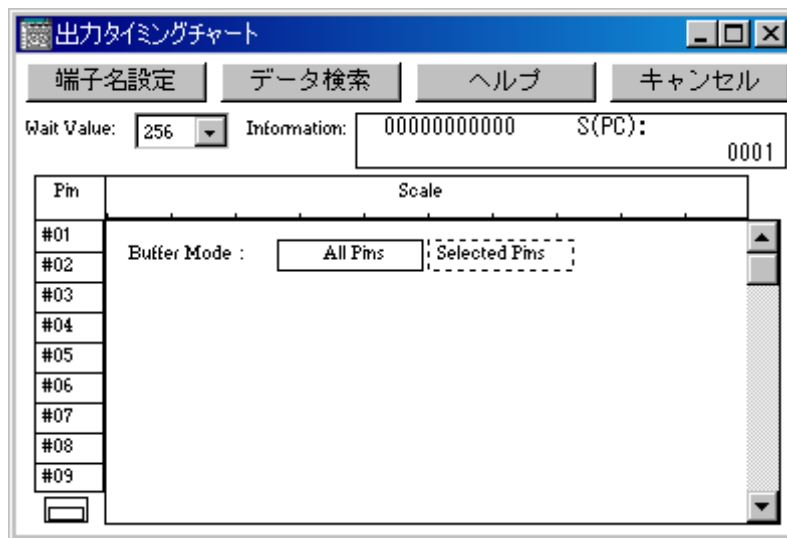 出力タイミングチャート
端子名設定 データ検索 ヘルプ キャンセル
Wait Value: 256 Information: 00000000000 S(PC):
0001
Pin Scale
#01
Buffer Mode : All Pins Selected Pins
#02
#03
#04
#05
#06
#07
#08
#09